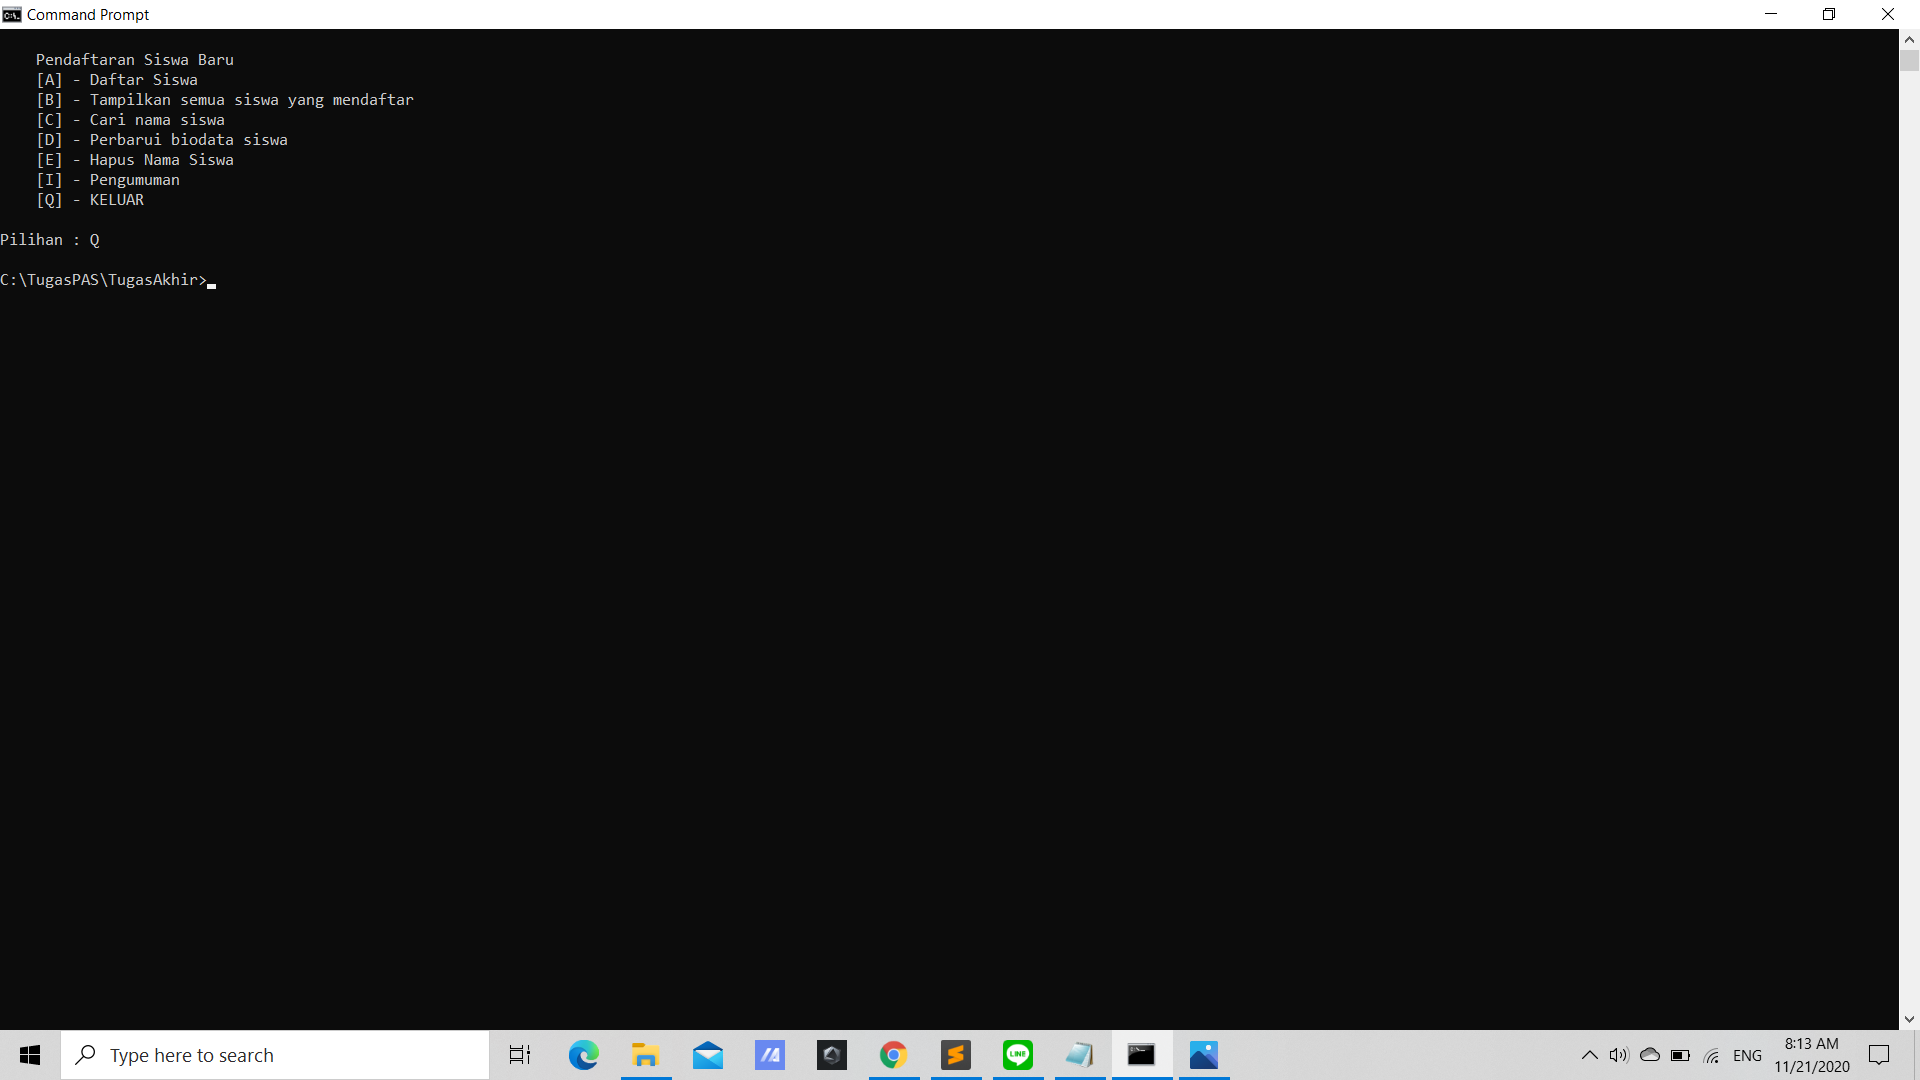 Command Prompt
Pendaftaran Siswa Baru
[A] - Daftar Siswa
[B] - Tampilkan semua siswa yang mendaftar
[C] - Cari nama siswa
[D] - Perbarui biodata siswa
[E] - Hapus Nama Siswa
[I] - Pengumuman
[Q] - KELUAR
Pilihan : Q
C:\TugasPAS\TugasAkhir>
Type here to search
LINE
ENG
8:13 AM
11/21/2020